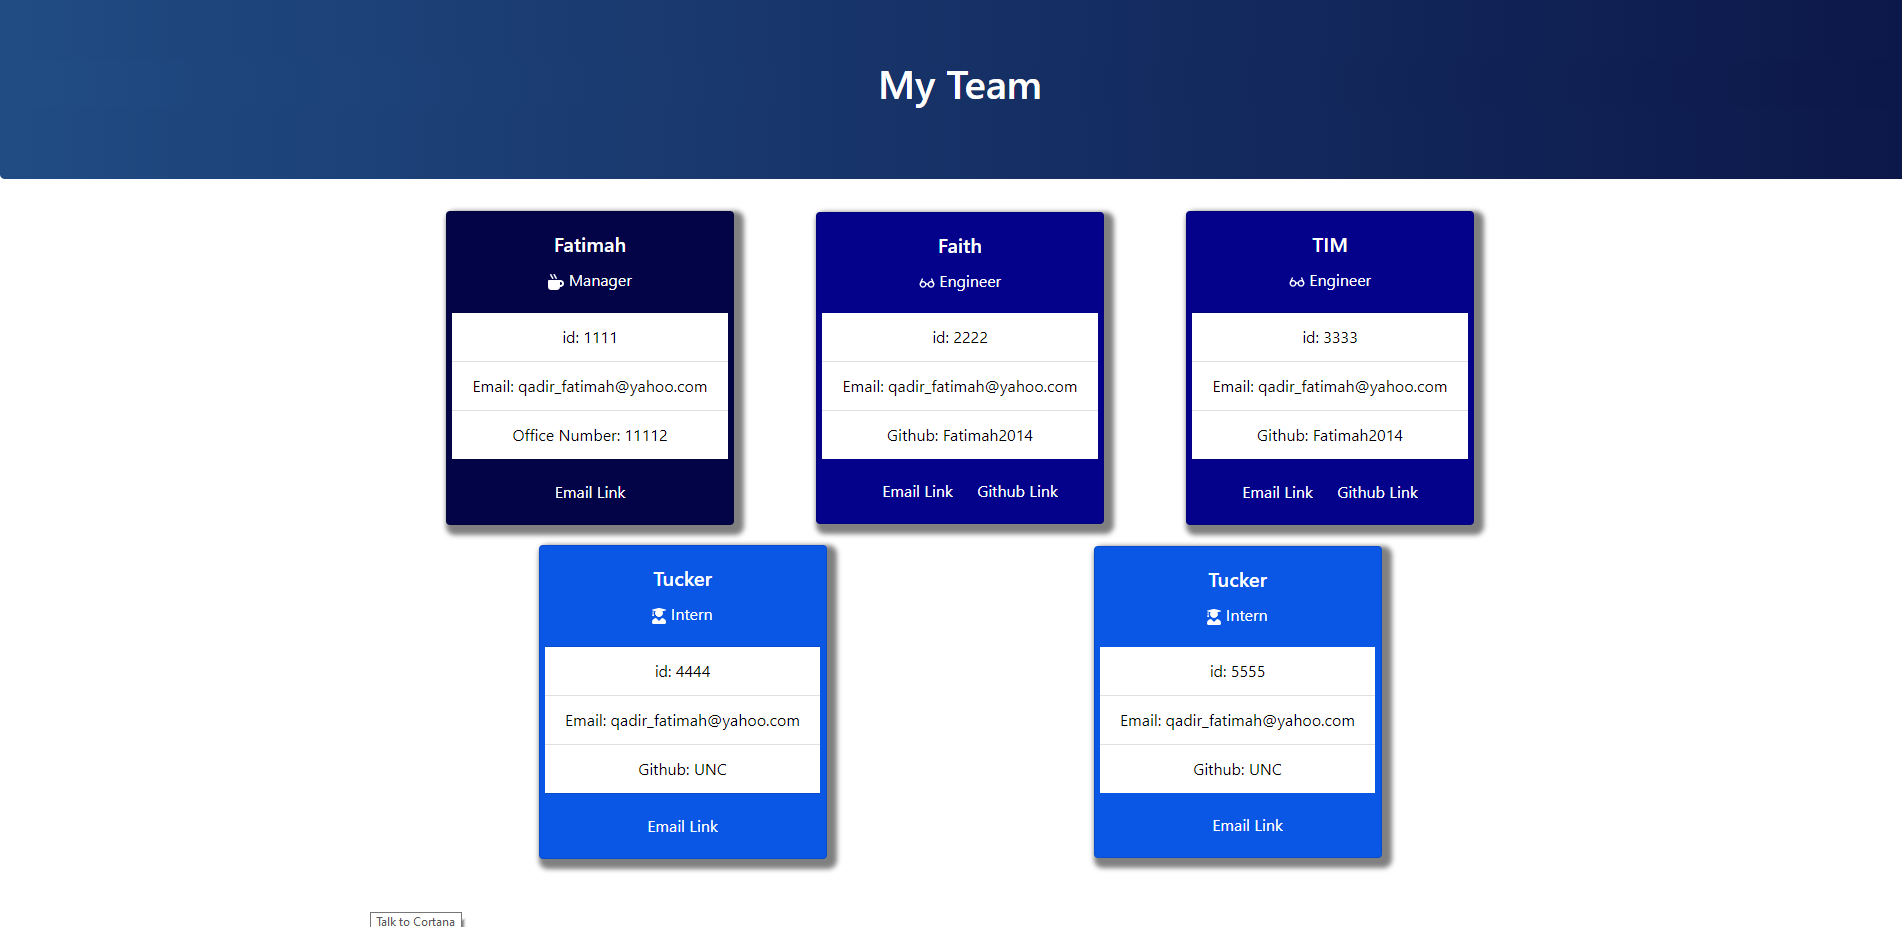 My Team
Fatimah
Manager
id: 1111
Email: qadir_fatimah@yahoo.com
Office Number: 11112
Email Link
Faith
Engineer
id: 2222
Email: qadir_fatimah@yahoo.com
Github: Fatimah2014
Email Link Github Link
TIM
Engineer
id: 3333
Email: qadir_fatimah@yahoo.com
Github: Fatimah2014
Email Link Github Link
Tucker
Intern
id: 4444
Email: qadir_fatimah@yahoo.com
Github: UNC
Email Link
Tucker
Intern
id: 5555
Email: qadir_fatimah@yahoo.com
Github: UNC
Email Link
Talk to Cortana